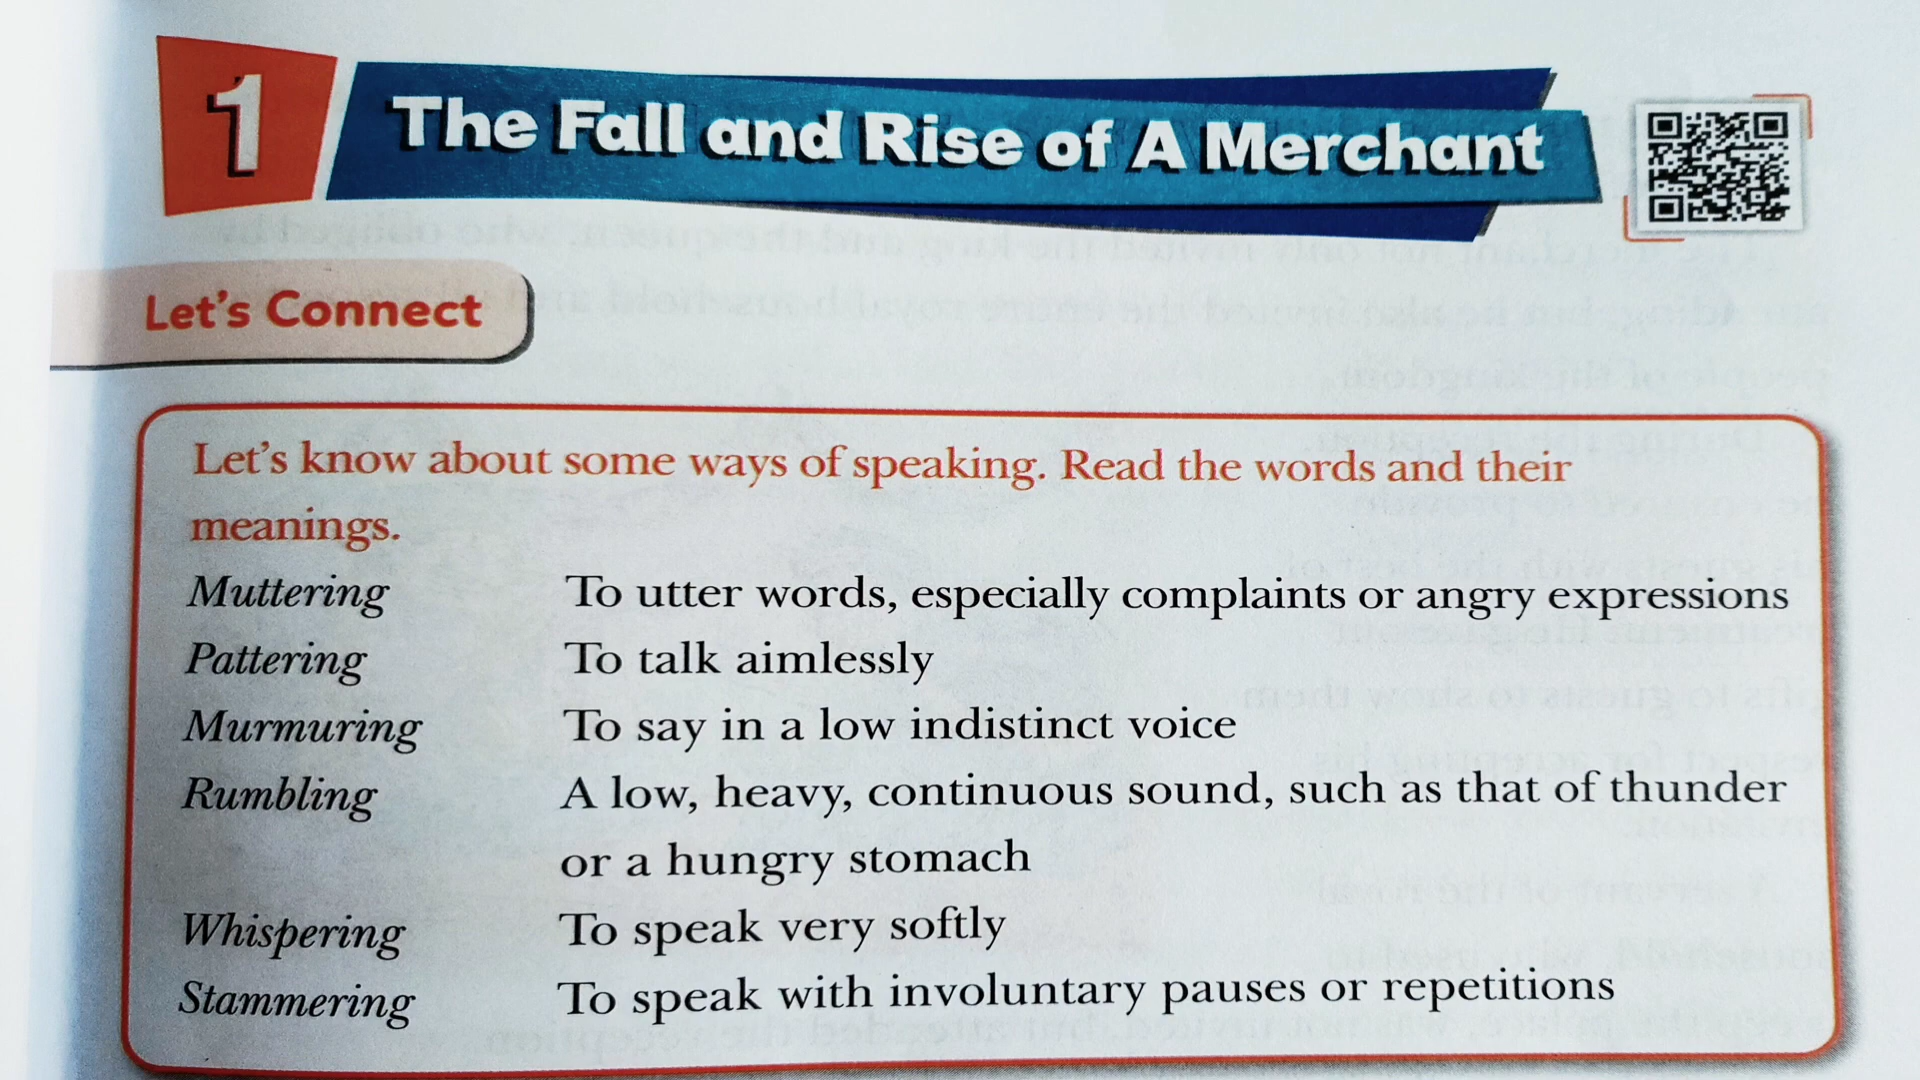 1 The Fall and Rise of A Merchant
Let's Connect
Let's know about some ways of speaking. Read the words and their
meanings.
Muttering To utter words, especially complaints or angry expressions
Pattering To talk aimlessly
Murmuring To say in a low indistinct voice
Rumbling A low, heavy, continuous sound, such as that of thunder
or a hungry stomach
Whispering To speak very softly
Stammering To speak with involuntary pauses or repetitions